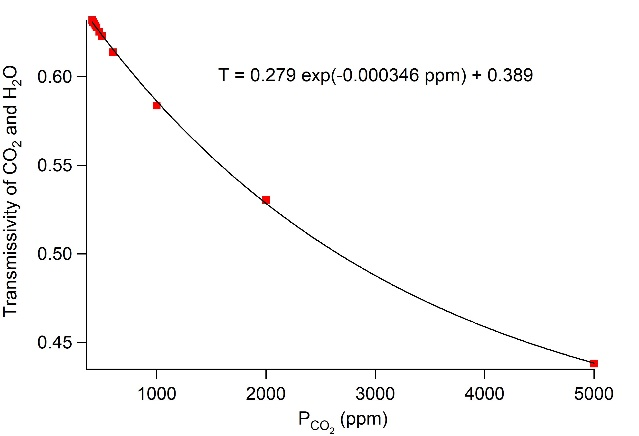 T = 0.279 exp(-0.000346 ppm) + 0.389
Transmissivity of CO₂ and H₂O
0.60
0.55
0.50
0.45
1000 2000 3000 4000 5000
P_CO₂ (ppm)